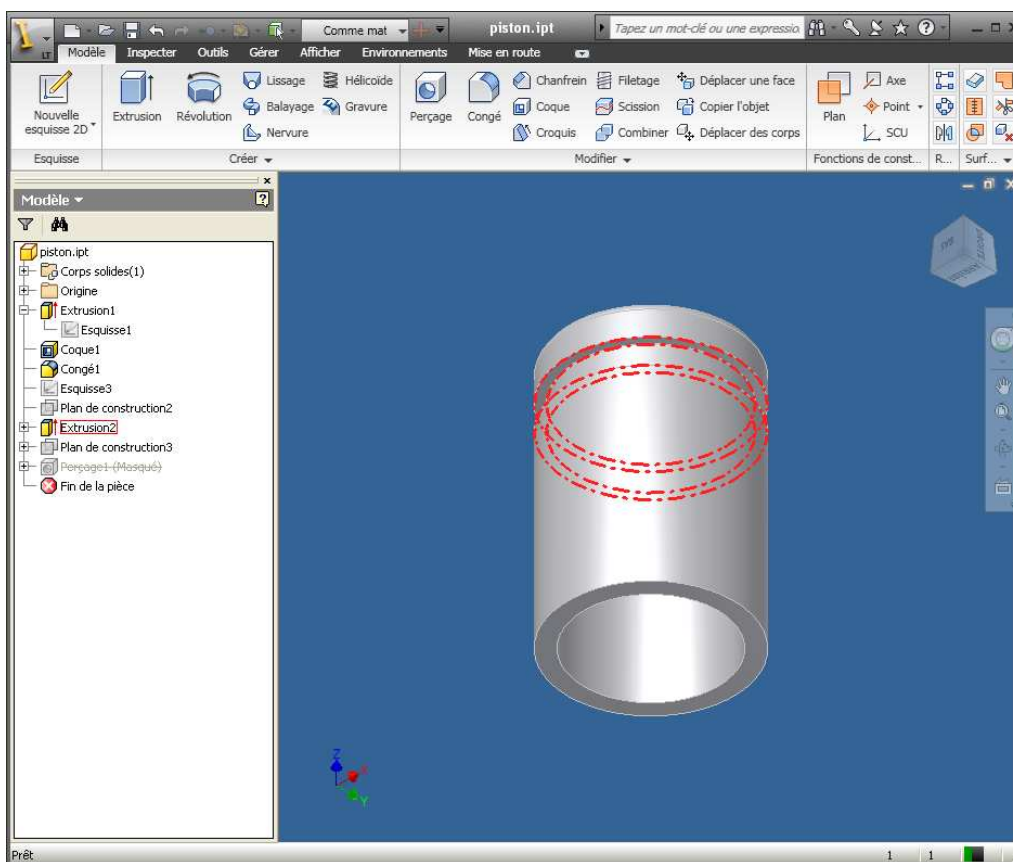 Comme mat
piston.ipt
Tapez un mot-clé ou une expressio
LT
Modèle Inspecter Outils Gérer Afficher Environnements Mise en route
Nouvelle esquisse 2D
Extrusion
Révolution
Lissage
Balayage
Nervure
Hélicoïde
Gravure
Perçage
Congé
Chanfrein
Coque
Croquis
Filetage
Scission
Combiner
Déplacer une face
Copier l'objet
Déplacer des corps
Plan
Axe
Point
SCU
Esquisse
Créer
Modifier
Fonctions de const...
R...
Surf...
Modèle
piston.ipt
Corps solides(1)
Origine
Extrusion1
Esquisse1
Coque1
Congé1
Esquisse3
Plan de construction2
Extrusion2
Plan de construction3
Perçage1 (Masqué)
Fin de la pièce
BAS
Z
X
Y
Prêt
1 1